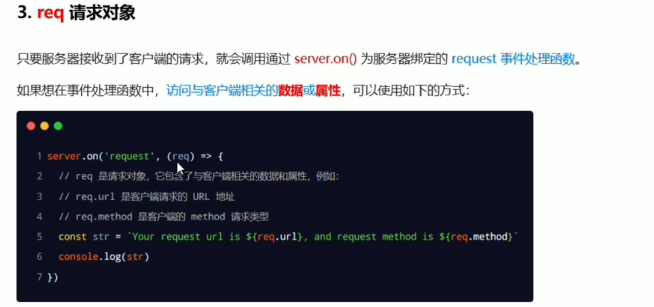 3. req 请求对象
只要服务器接收到了客户端的请求，就会调用通过 server.on() 为服务器绑定的 request 事件处理函数。
如果想在事件处理函数中，访问与客户端相关的数据或属性，可以使用如下的方式：
1 server.on('request', (req) => {
2 // req 是请求对象，它包含了与客户端相关的数据和属性，例如：
3 // req.url 是客户端请求的 URL 地址
4 // req.method 是客户端的 method 请求类型
5 const str = `Your request url is ${req.url}, and request method is ${req.method}`
6 console.log(str)
7 })